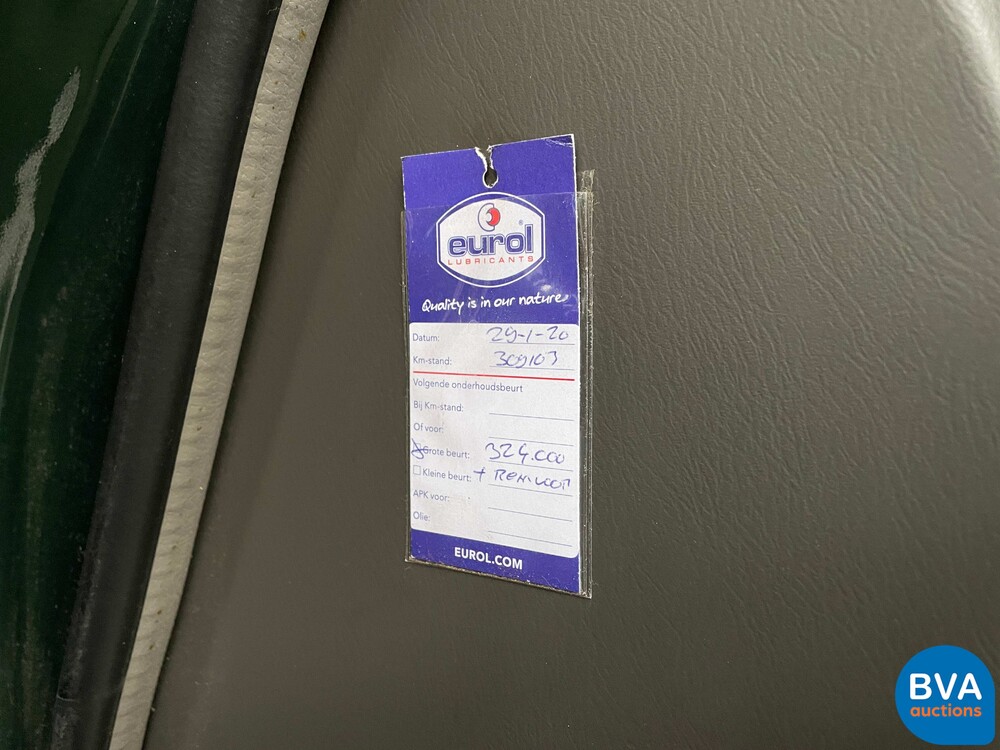 eurol
®
LUBRICANTS
Quality is in our nature
Datum: 29-1-20
Km-stand: 309103
Volgende onderhoudsbeurt
Bij Km-stand:
Of voor:
Grote beurt: 324.000
Kleine beurt: +
APK voor:
Olie:
EUROL.COM
BVA
auctions